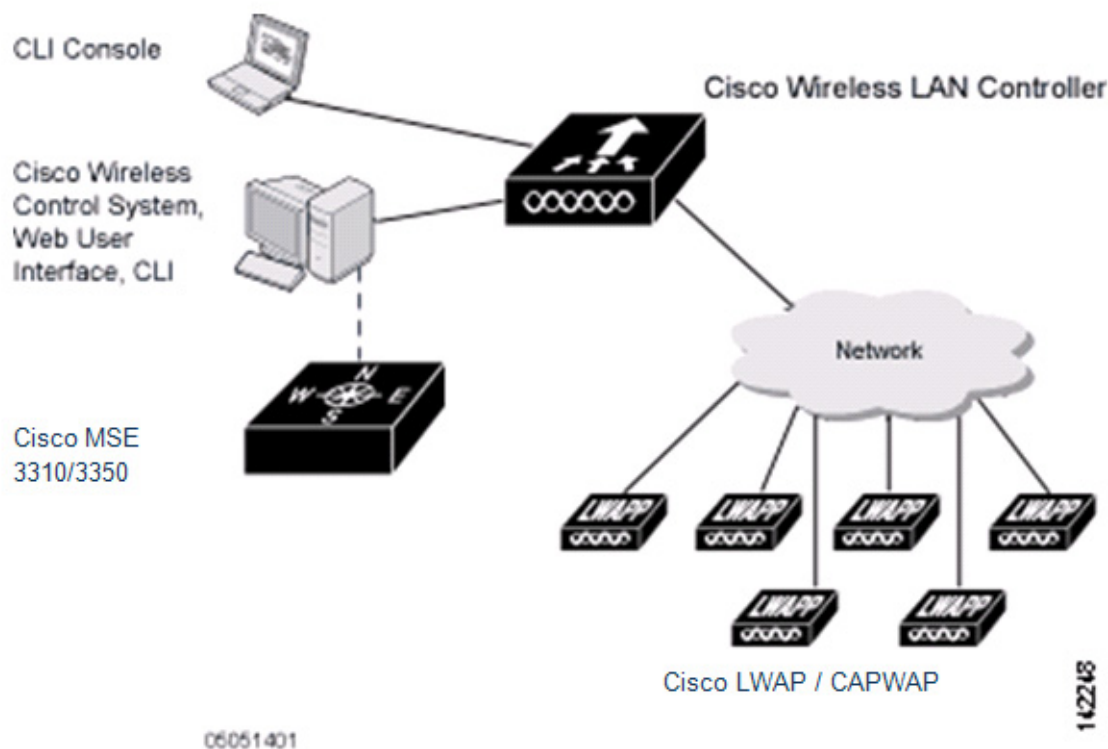 CLI Console
Cisco Wireless LAN Controller
Cisco Wireless
Control System,
Web User
Interface, CLI
Network
N
W
E
S
Cisco MSE
3310/3350
LWAPP
LWAPP
LWAPP
LWAPP
LWAPP
LWAPP
Cisco LWAP / CAPWAP
142248
05051401